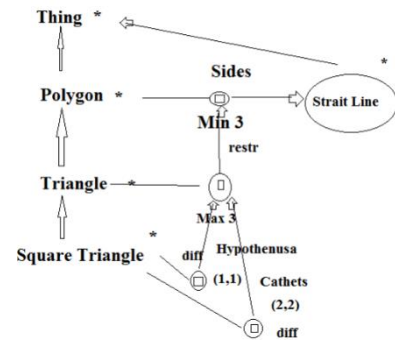 Thing *
*
Sides
Polygon *
Strait Line
Min 3
restr
Triangle *
Max 3
*
Square Triangle
diff
Hypothenusa
(1,1)
Cathets
(2,2)
diff